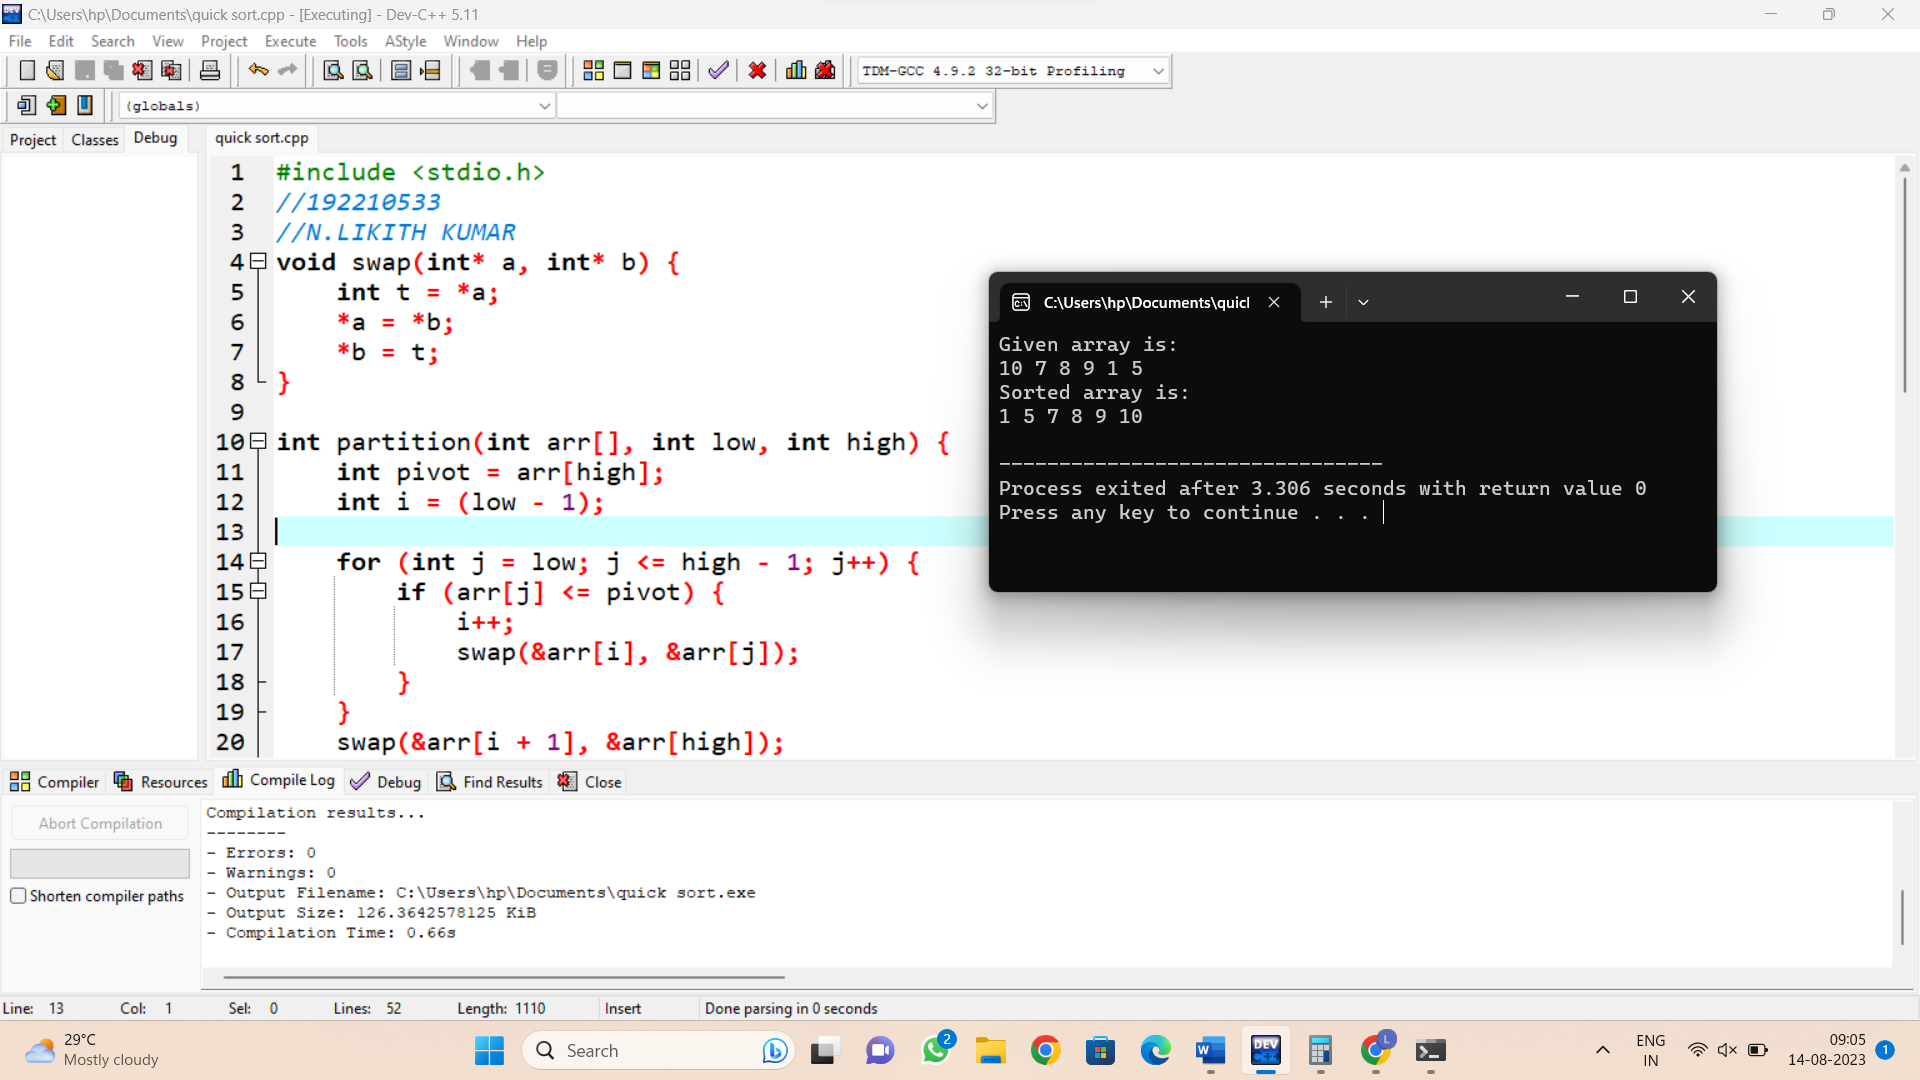 C:\Users\hp\Documents\quick sort.cpp - [Executing] - Dev-C++ 5.11
File Edit Search View Project Execute Tools AStyle Window Help
TDM-GCC 4.9.2 32-bit Profiling
(globals)
Project Classes Debug quick sort.cpp
1 #include <stdio.h>
2 //192210533
3 //N.LIKITH KUMAR
4 void swap(int* a, int* b) {
5 int t = *a;
6 *a = *b;
7 *b = t;
8 }
9
10 int partition(int arr[], int low, int high) {
11 int pivot = arr[high];
12 int i = (low - 1);
13
14 for (int j = low; j <= high - 1; j++) {
15 if (arr[j] <= pivot) {
16 i++;
17 swap(&arr[i], &arr[j]);
18 }
19 }
20 swap(&arr[i + 1], &arr[high]);
C:\Users\hp\Documents\quicl
Given array is:
10 7 8 9 1 5
Sorted array is:
1 5 7 8 9 10
--------------------------------
Process exited after 3.306 seconds with return value 0
Press any key to continue . . .
Compiler Resources Compile Log Debug Find Results Close
Abort Compilation
Shorten compiler paths
Compilation results...
--------
- Errors: 0
- Warnings: 0
- Output Filename: C:\Users\hp\Documents\quick sort.exe
- Output Size: 126.3642578125 KiB
- Compilation Time: 0.66s
Line: 13 Col: 1 Sel: 0 Lines: 52 Length: 1110 Insert Done parsing in 0 seconds
29°C
Mostly cloudy
Search
2
W
DEV
C++
L
ENG
IN
09:05
14-08-2023
1